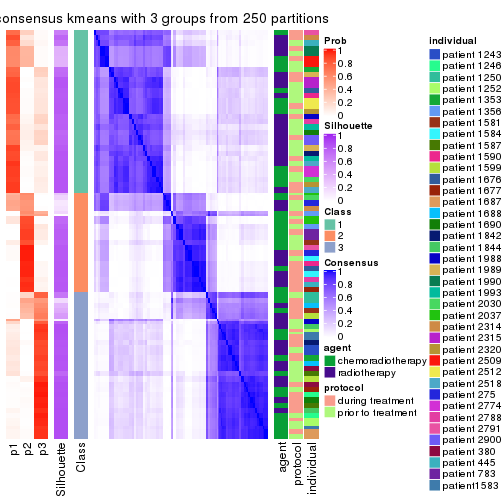 consensus kmeans with 3 groups from 250 partitions
Prob
1
0.8
0.6
0.4
0.2
0
Silhouette
1
0.8
0.6
0.4
0.2
0
Class
1
2
3
Consensus
1
0.8
0.6
0.4
0.2
0
agent
chemoradiotherapy
radiotherapy
protocol
during treatment
prior to treatment
individual
patient 1243
patient 1246
patient 1250
patient 1252
patient 1353
patient 1356
patient 1581
patient 1584
patient 1587
patient 1590
patient 1599
patient 1676
patient 1677
patient 1687
patient 1688
patient 1690
patient 1842
patient 1844
patient 1988
patient 1989
patient 1990
patient 1993
patient 2030
patient 2037
patient 2314
patient 2315
patient 2320
patient 2509
patient 2512
patient 2518
patient 275
patient 2774
patient 2788
patient 2791
patient 2900
patient 380
patient 445
patient 783
patient1583
p1
p2
p3
Silhouette
Class
agent
protocol
individual